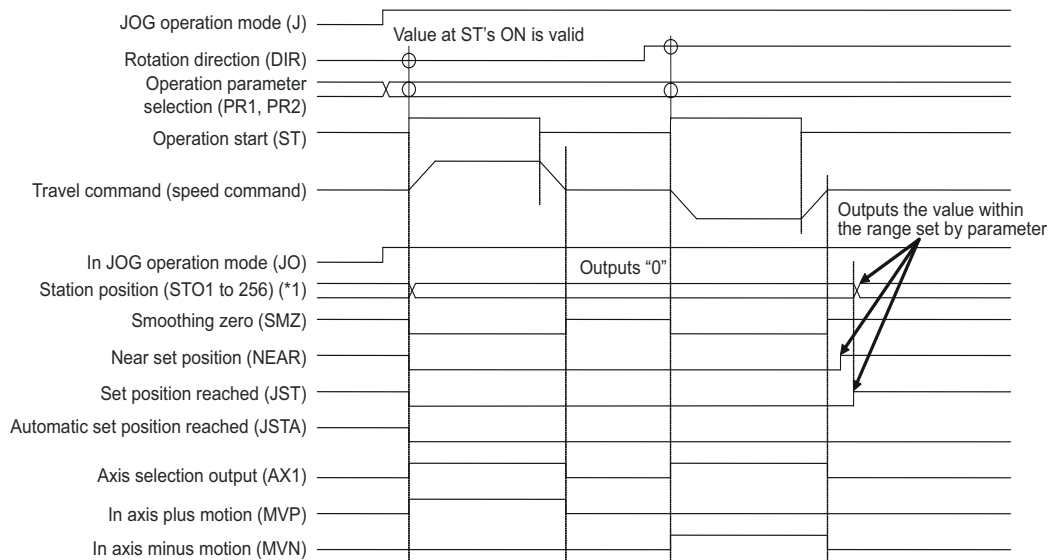 JOG operation mode (J)
Value at ST's ON is valid
Rotation direction (DIR)
Operation parameter
selection (PR1, PR2)
Operation start (ST)
Travel command (speed command)
Outputs the value within
the range set by parameter
In JOG operation mode (JO)
Outputs “0”
Station position (STO1 to 256) (*1)
Smoothing zero (SMZ)
Near set position (NEAR)
Set position reached (JST)
Automatic set position reached (JSTA)
Axis selection output (AX1)
In axis plus motion (MVP)
In axis minus motion (MVN)